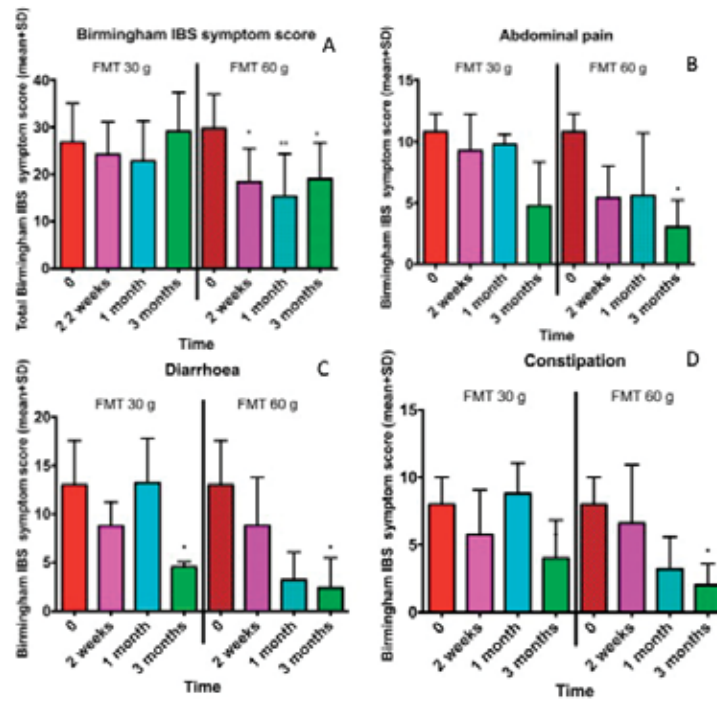 Birmingham IBS symptom score
A
FMT 30 g
FMT 60 g
Total Birmingham IBS symptom score (mean+SD)
40
30
20
10
0
*
**
*
0
2 2 weeks
1 month
3 months
0
2 weeks
1 month
3 months
Time
Abdominal pain
B
FMT 30 g
FMT 60 g
Birmingham IBS symptom score (mean+SD)
15
10
5
0
*
0
2 weeks
1 month
3 months
0
2 weeks
1 month
3 months
Time
Diarrhoea
C
FMT 30 g
FMT 60 g
Birmingham IBS symptom score (mean+SD)
20
15
10
5
0
*
*
0
2 weeks
1 month
3 months
0
2 weeks
1 month
3 months
Time
Constipation
D
FMT 30 g
FMT 60 g
Birmingham IBS symptom score (mean+SD)
15
10
5
0
*
0
2 weeks
1 month
3 months
0
2 weeks
1 month
3 months
Time